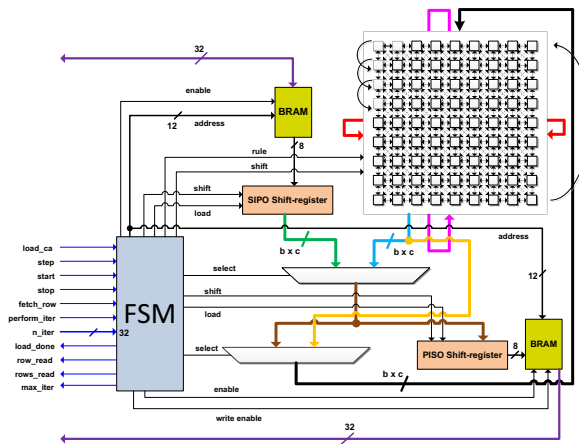 32
enable
BRAM
12
address
8
rule
shift
shift
SIPO Shift-register
load
address
b x c
b x c
load_ca
step
select
12
start
shift
stop
FSM
fetch_row
load
perform_iter
n_iter
32
load_done
select
PISO Shift-register
8
BRAM
row_read
b x c
rows_read
enable
max_iter
write enable
32